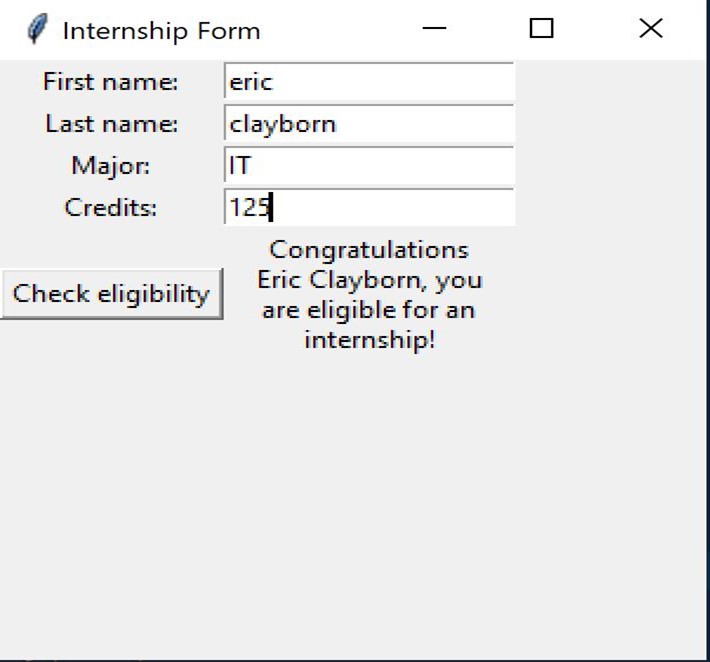 Internship Form
First name: eric
Last name: clayborn
Major: IT
Credits: 125
Check eligibility
Congratulations
Eric Clayborn, you
are eligible for an
internship!